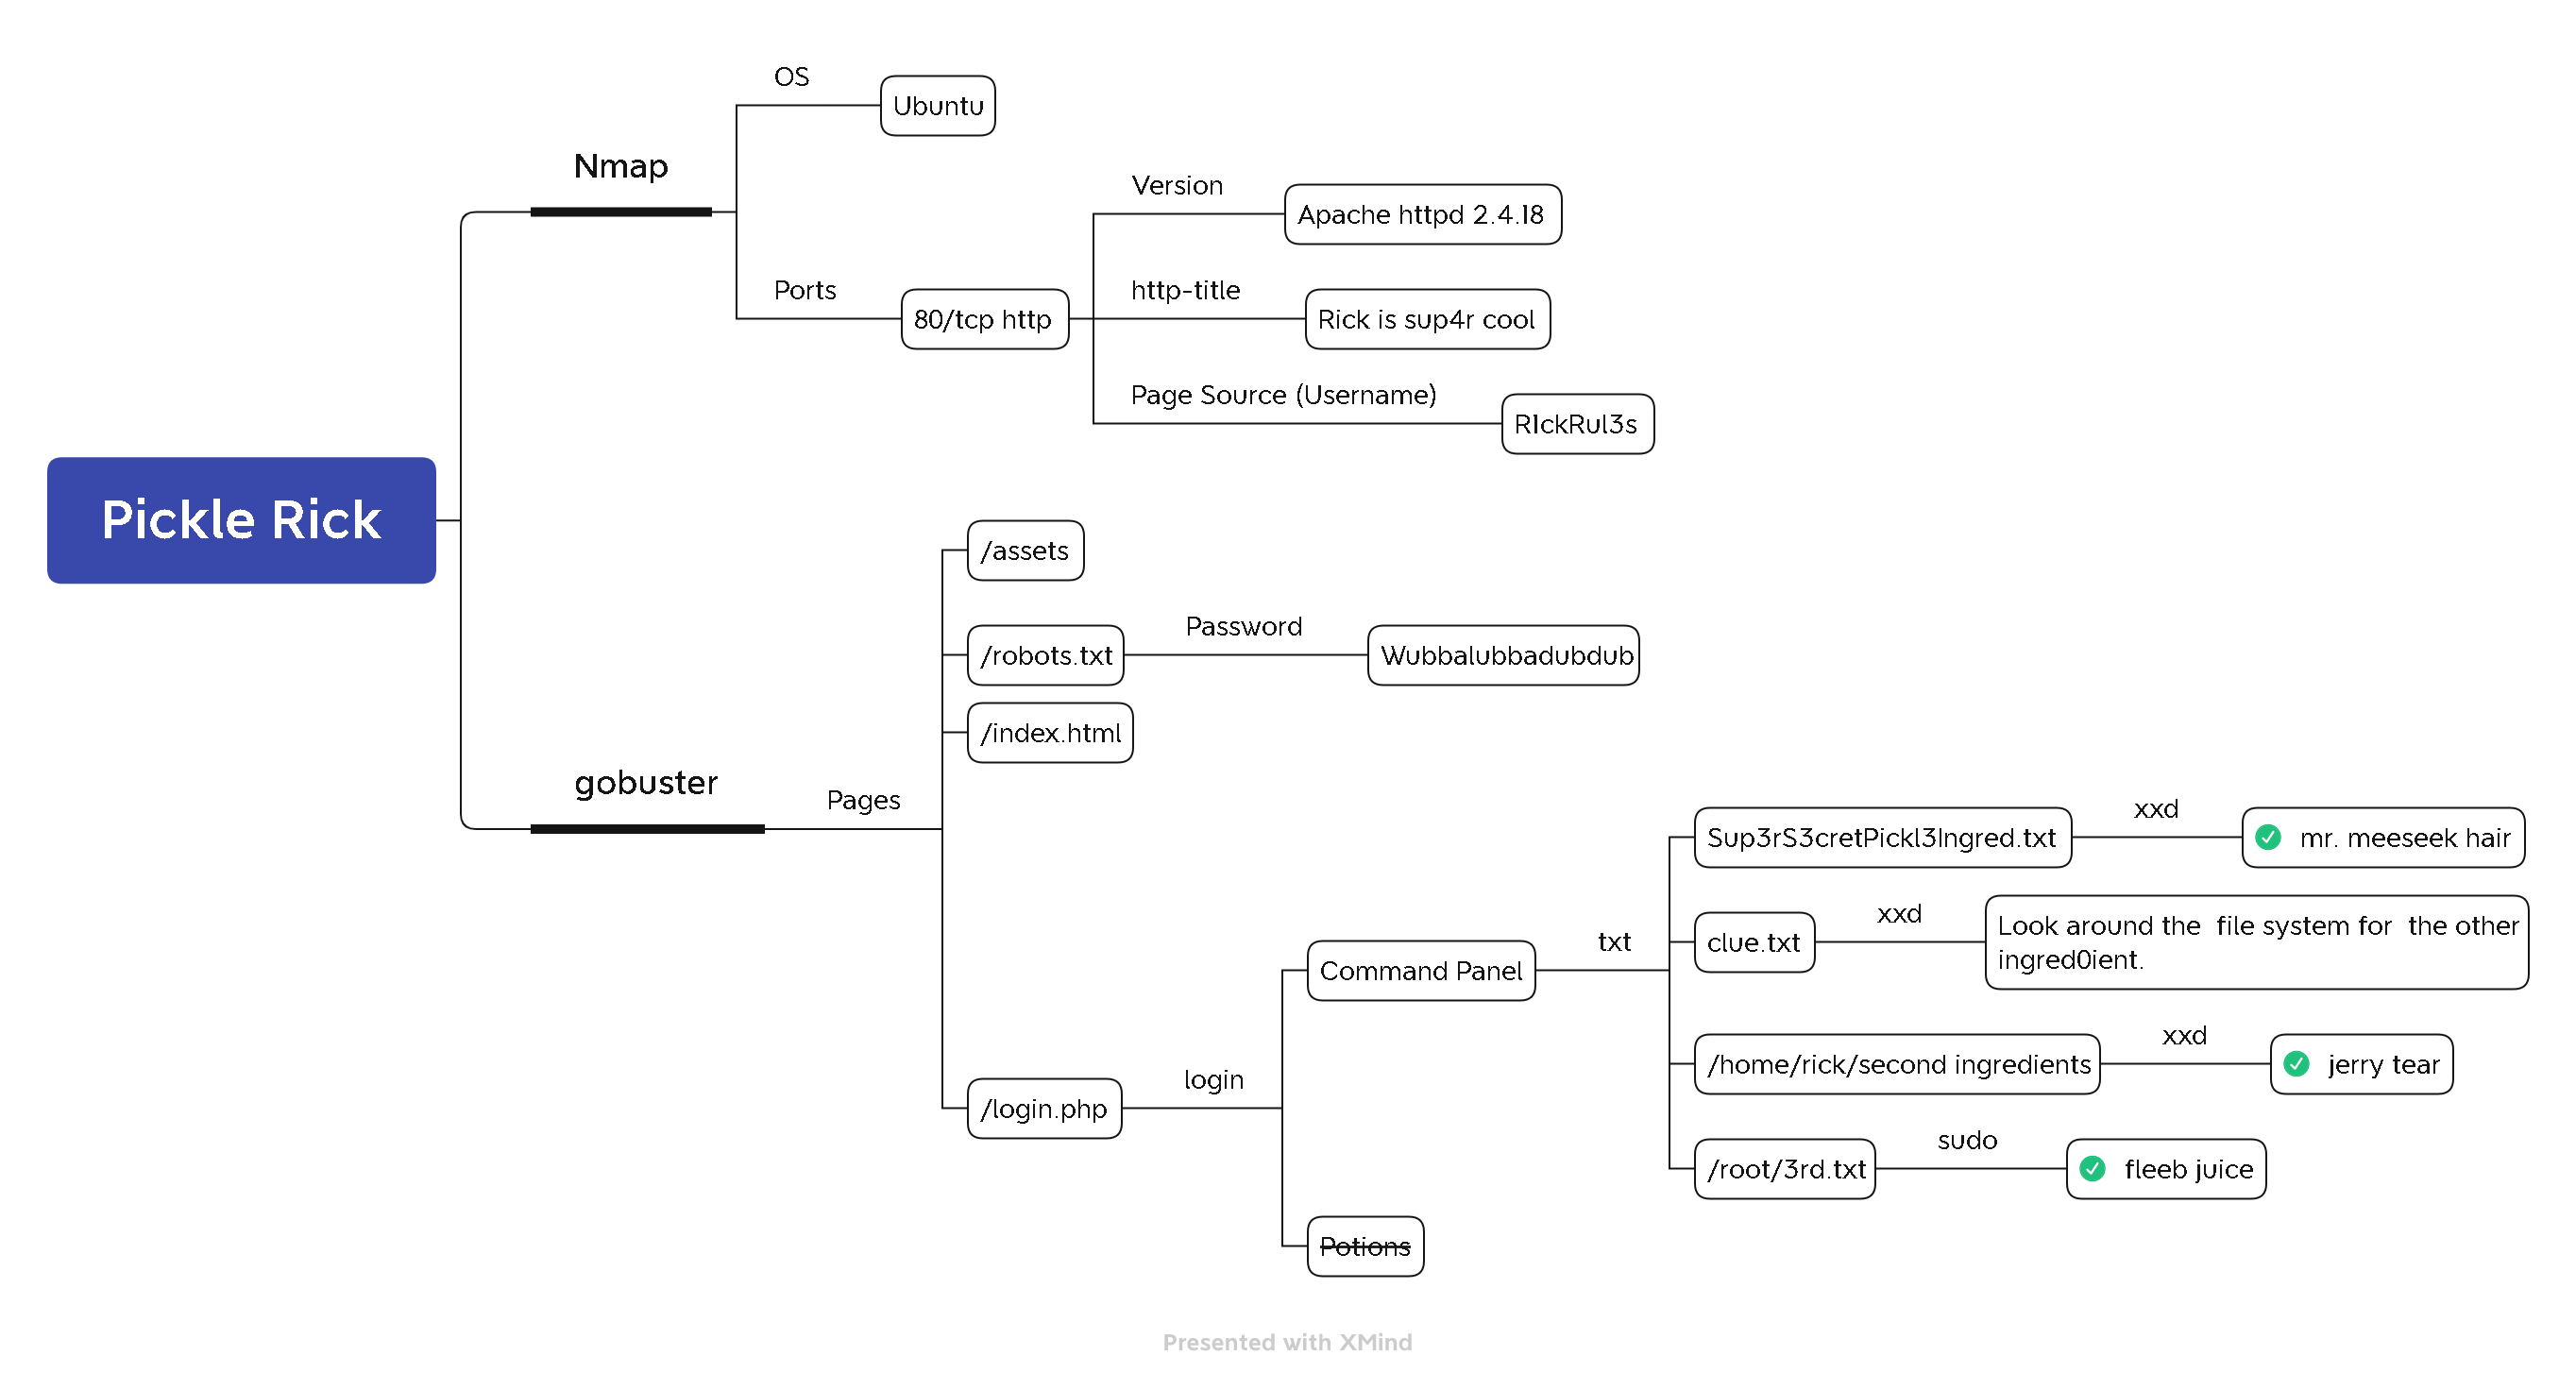 OS
Ubuntu
Nmap
Version
Apache httpd 2.4.18
Ports
80/tcp http
http-title
Rick is sup4r cool
Page Source (Username)
R1ckRul3s
Pickle Rick
/assets
/robots.txt
Password
Wubbalubbadubdub
/index.html
gobuster
Pages
/login.php
login
Command Panel
txt
Sup3rS3cretPickl3Ingred.txt
xxd
mr. meeseek hair
clue.txt
xxd
Look around the  file system for  the other
ingred0ient.
/home/rick/second ingredients
xxd
jerry tear
/root/3rd.txt
sudo
fleeb juice
Potions
Presented with XMind